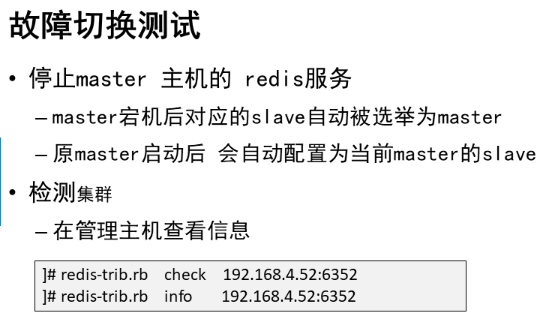 故障切换测试
• 停止master 主机的 redis服务
– master宕机后对应的slave自动被选举为master
– 原master启动后 会自动配置为当前master的slave
• 检测集群
– 在管理主机查看信息
]# redis-trib.rb check 192.168.4.52:6352
]# redis-trib.rb info 192.168.4.52:6352